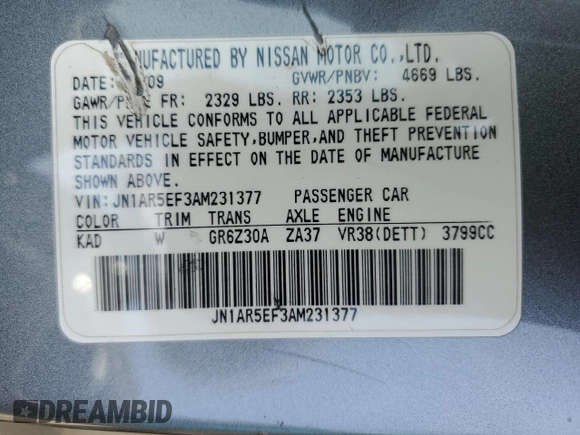 NUFACTURED BY NISSAN MOTOR CO.,LTD.
DATE: /09 GVWR/PNBV: 4669 LBS.
GAWR/PNBE FR: 2329 LBS. RR: 2353 LBS.
THIS VEHICLE CONFORMS TO ALL APPLICABLE FEDERAL
MOTOR VEHICLE SAFETY,BUMPER,AND THEFT PREVENTION
STANDARDS IN EFFECT ON THE DATE OF MANUFACTURE
SHOWN ABOVE.
VIN:JN1AR5EF3AM231377 PASSENGER CAR
COLOR TRIM TRANS AXLE ENGINE
KAD W GR6Z30A ZA37 VR38(DETT) 3799CC
JN1AR5EF3AM231377
DREAMBID